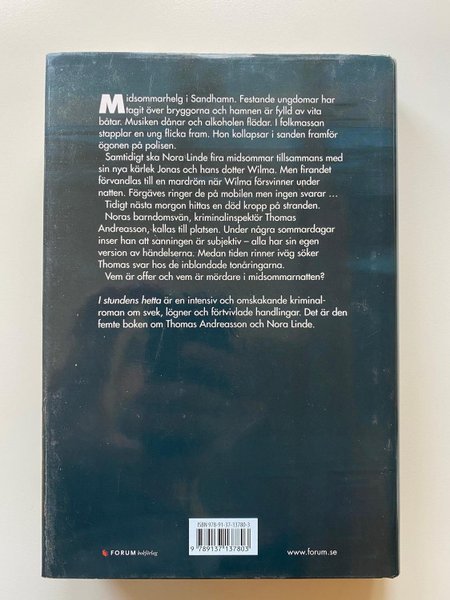 Midsommarhelg i Sandhamn. Festande ungdomar har
tagit över bryggorna och hamnen är fylld av vita
båtar. Musiken dånar och alkoholen flödar. I folkmassan
stapplar en ung flicka fram. Hon kollapsar i sanden framför
ögonen på polisen.
Samtidigt ska Nora Linde fira midsommar tillsammans med
sin nya kärlek Jonas och hans dotter Wilma. Men firandet
förvandlas till en mardröm när Wilma försvinner under
natten. Förgäves ringer de på mobilen men ingen svarar ...
Tidigt nästa morgon hittas en död kropp på stranden.
Noras barndomsvän, kriminalinspektör Thomas
Andreasson, kallas till platsen. Under några sommardagar
inser han att sanningen är subjektiv – alla har sin egen
version av händelserna. Medan tiden rinner iväg söker
Thomas svar hos de inblandade tonåringarna.
Vem är offer och vem är mördare i midsommarnatten?
I stundens hetta är en intensiv och omskakande kriminal-
roman om svek, lögner och förtvivlade handlingar. Det är den
femte boken om Thomas Andreasson och Nora Linde.
ISBN 978-91-37-13780-3
9 789137 137803
FORUM bokförlag
www.forum.se